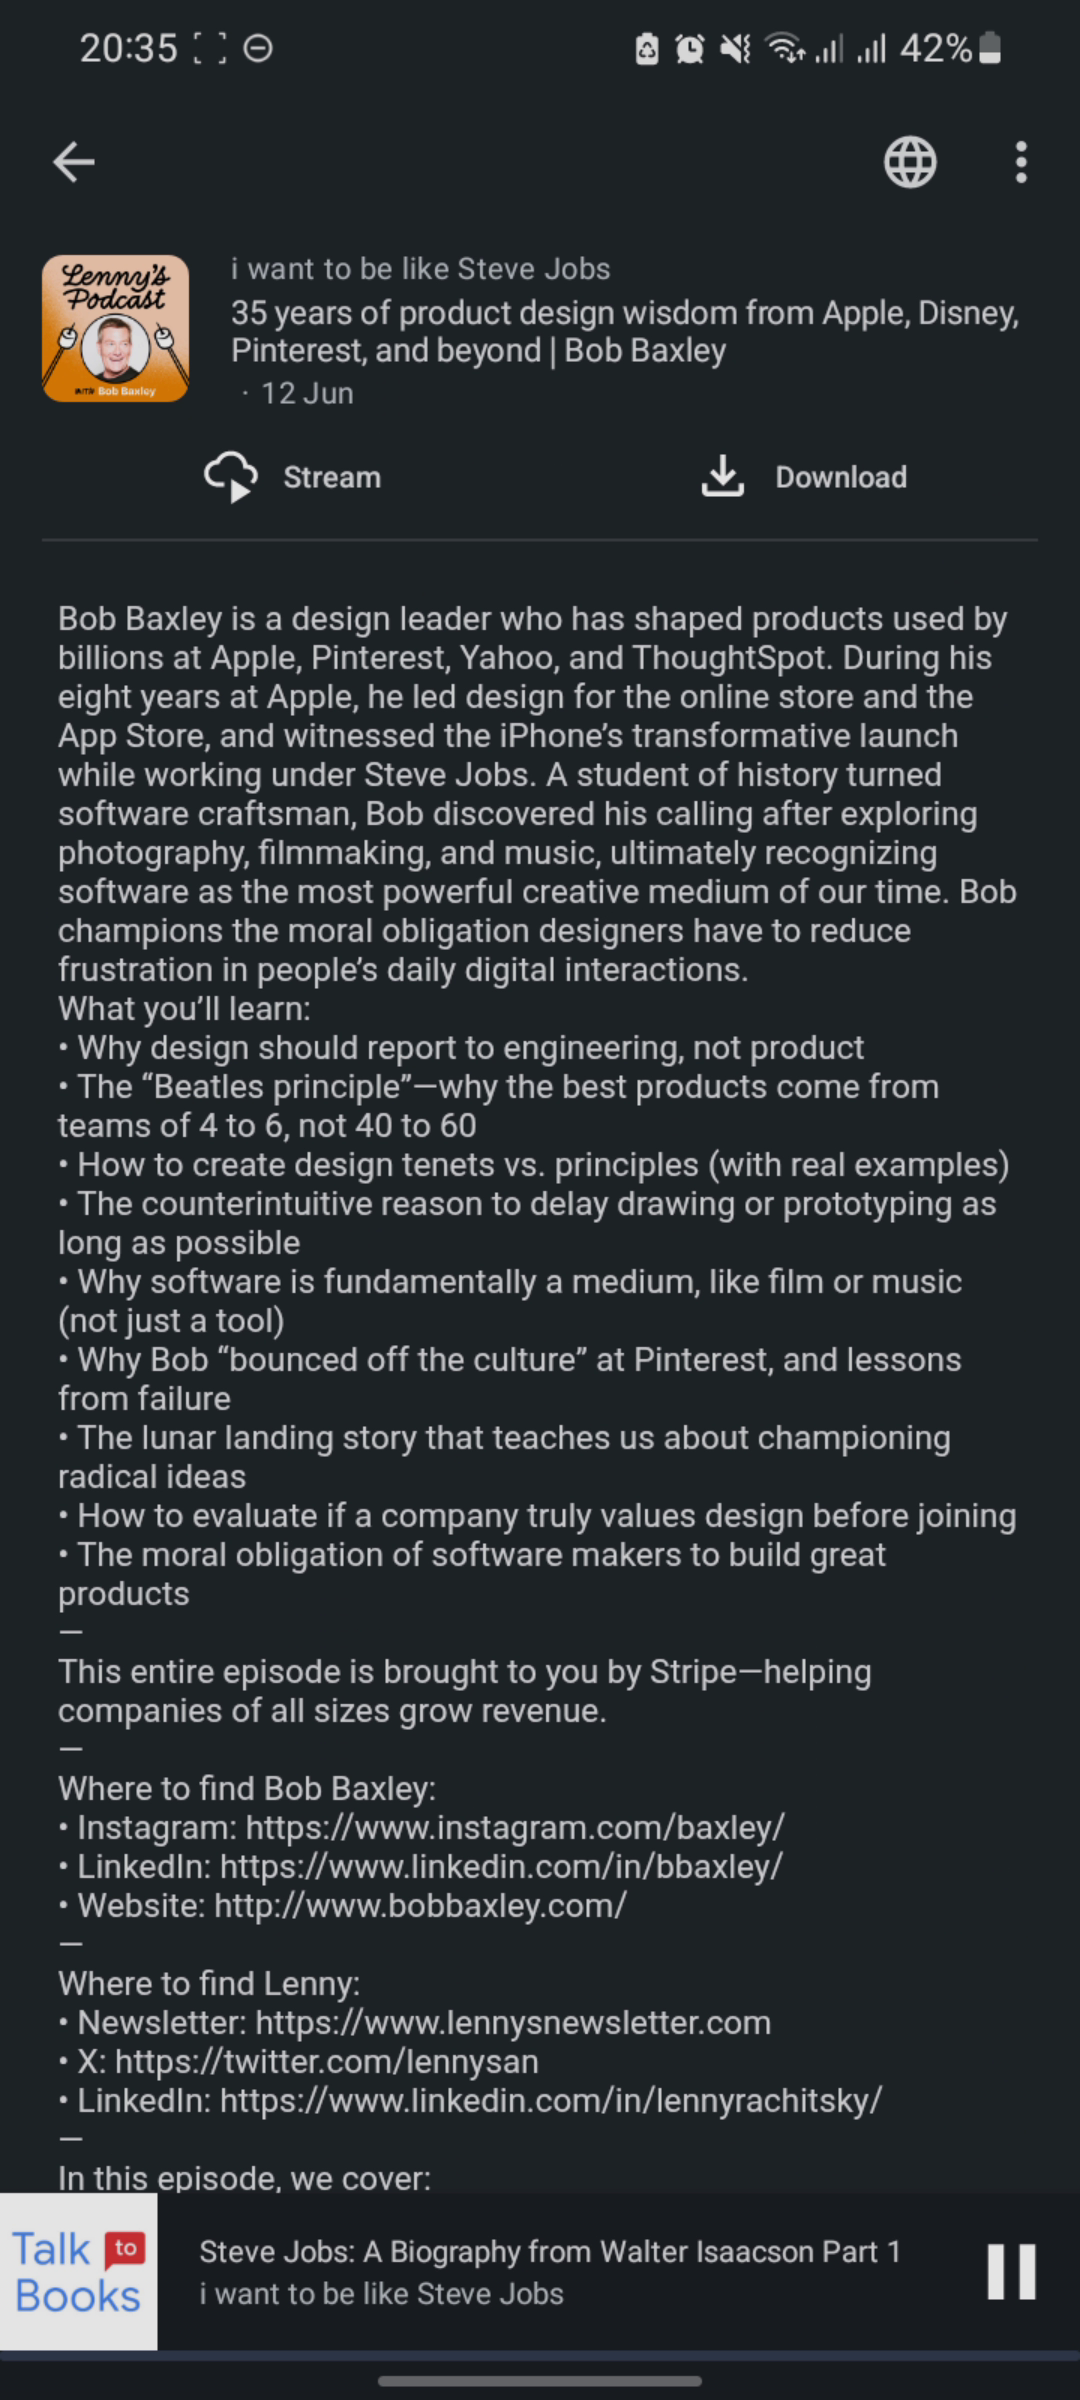 20:35
42%
Lenny's
Podcast
WITH Bob Baxley
i want to be like Steve Jobs
35 years of product design wisdom from Apple, Disney,
Pinterest, and beyond | Bob Baxley
· 12 Jun
Stream
Download
Bob Baxley is a design leader who has shaped products used by
billions at Apple, Pinterest, Yahoo, and ThoughtSpot. During his
eight years at Apple, he led design for the online store and the
App Store, and witnessed the iPhone’s transformative launch
while working under Steve Jobs. A student of history turned
software craftsman, Bob discovered his calling after exploring
photography, filmmaking, and music, ultimately recognizing
software as the most powerful creative medium of our time. Bob
champions the moral obligation designers have to reduce
frustration in people’s daily digital interactions.
What you’ll learn:
• Why design should report to engineering, not product
• The “Beatles principle”—why the best products come from
teams of 4 to 6, not 40 to 60
• How to create design tenets vs. principles (with real examples)
• The counterintuitive reason to delay drawing or prototyping as
long as possible
• Why software is fundamentally a medium, like film or music
(not just a tool)
• Why Bob “bounced off the culture” at Pinterest, and lessons
from failure
• The lunar landing story that teaches us about championing
radical ideas
• How to evaluate if a company truly values design before joining
• The moral obligation of software makers to build great
products
—
This entire episode is brought to you by Stripe—helping
companies of all sizes grow revenue.
—
Where to find Bob Baxley:
• Instagram: https://www.instagram.com/baxley/
• LinkedIn: https://www.linkedin.com/in/bbaxley/
• Website: http://www.bobbaxley.com/
—
Where to find Lenny:
• Newsletter: https://www.lennysnewsletter.com
• X: https://twitter.com/lennysan
• LinkedIn: https://www.linkedin.com/in/lennyrachitsky/
—
In this episode, we cover:
Talk to
Books
Steve Jobs: A Biography from Walter Isaacson Part 1
i want to be like Steve Jobs